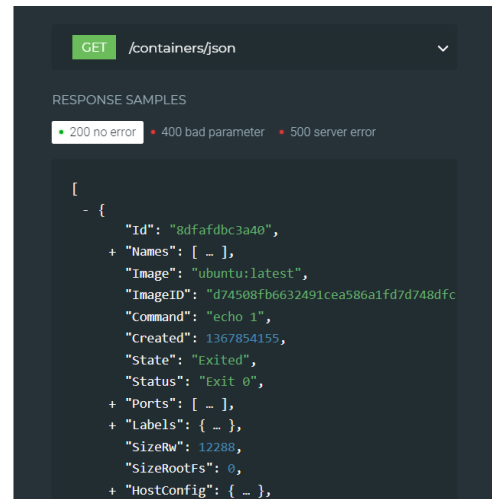 GET /containers/json
RESPONSE SAMPLES
200 no error 400 bad parameter 500 server error
[
- {
"Id": "8dfafdbc3a40",
+ "Names": [ … ],
"Image": "ubuntu:latest",
"ImageID": "d74508fb6632491cea586a1fd7d748dfc
"Command": "echo 1",
"Created": 1367854155,
"State": "Exited",
"Status": "Exit 0",
+ "Ports": [ … ],
+ "Labels": { … },
"SizeRw": 12288,
"SizeRootFs": 0,
+ "HostConfig": { … },